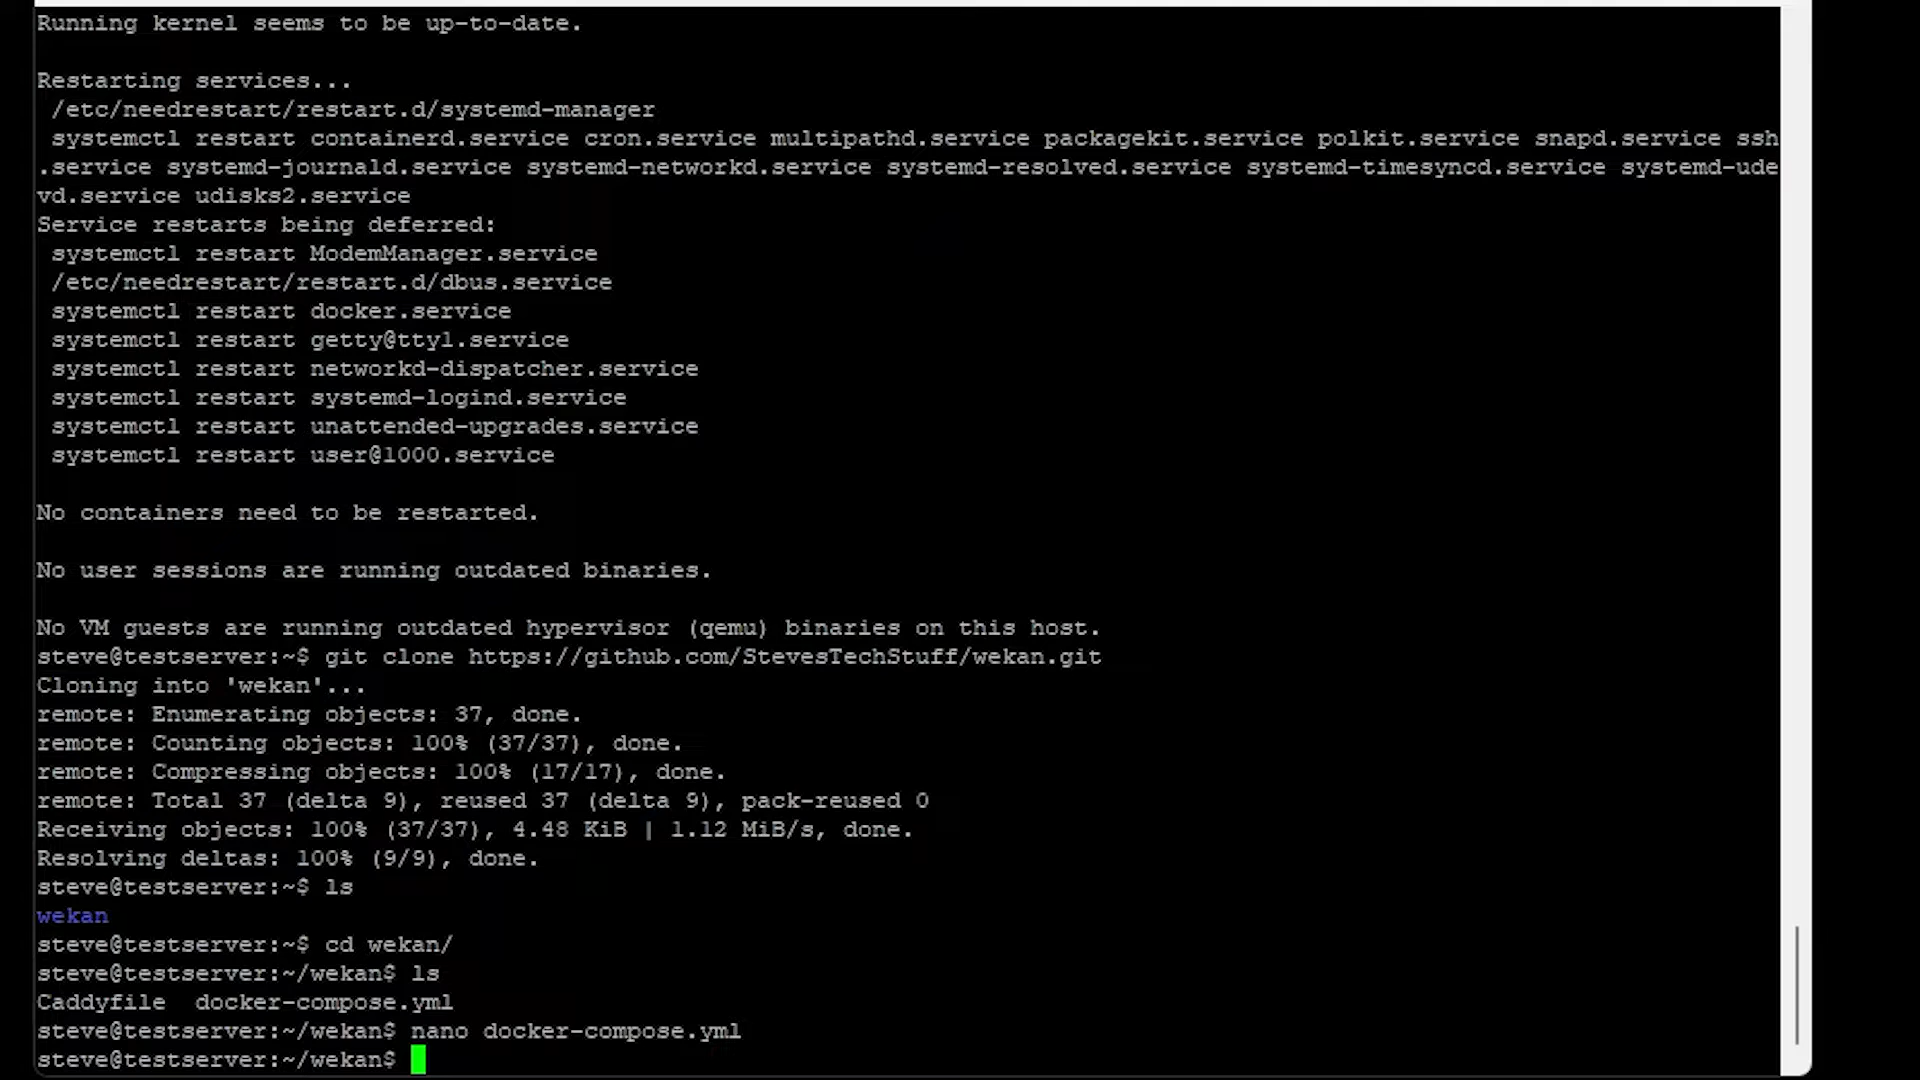 Running kernel seems to be up-to-date.
Restarting services...
/etc/needrestart/restart.d/systemd-manager
systemctl restart containerd.service cron.service multipathd.service packagekit.service polkit.service snapd.service ssh
.service systemd-journald.service systemd-networkd.service systemd-resolved.service systemd-timesyncd.service systemd-ude
vd.service udisks2.service
Service restarts being deferred:
systemctl restart ModemManager.service
/etc/needrestart/restart.d/dbus.service
systemctl restart docker.service
systemctl restart getty@tty1.service
systemctl restart networkd-dispatcher.service
systemctl restart systemd-logind.service
systemctl restart unattended-upgrades.service
systemctl restart user@1000.service
No containers need to be restarted.
No user sessions are running outdated binaries.
No VM guests are running outdated hypervisor (qemu) binaries on this host.
steve@testserver:~$ git clone https://github.com/StevesTechStuff/wekan.git
Cloning into 'wekan'...
remote: Enumerating objects: 37, done.
remote: Counting objects: 100% (37/37), done.
remote: Compressing objects: 100% (17/17), done.
remote: Total 37 (delta 9), reused 37 (delta 9), pack-reused 0
Receiving objects: 100% (37/37), 4.48 KiB | 1.12 MiB/s, done.
Resolving deltas: 100% (9/9), done.
steve@testserver:~$ ls
wekan
steve@testserver:~$ cd wekan/
steve@testserver:~/wekan$ ls
Caddyfile  docker-compose.yml
steve@testserver:~/wekan$ nano docker-compose.yml
steve@testserver:~/wekan$